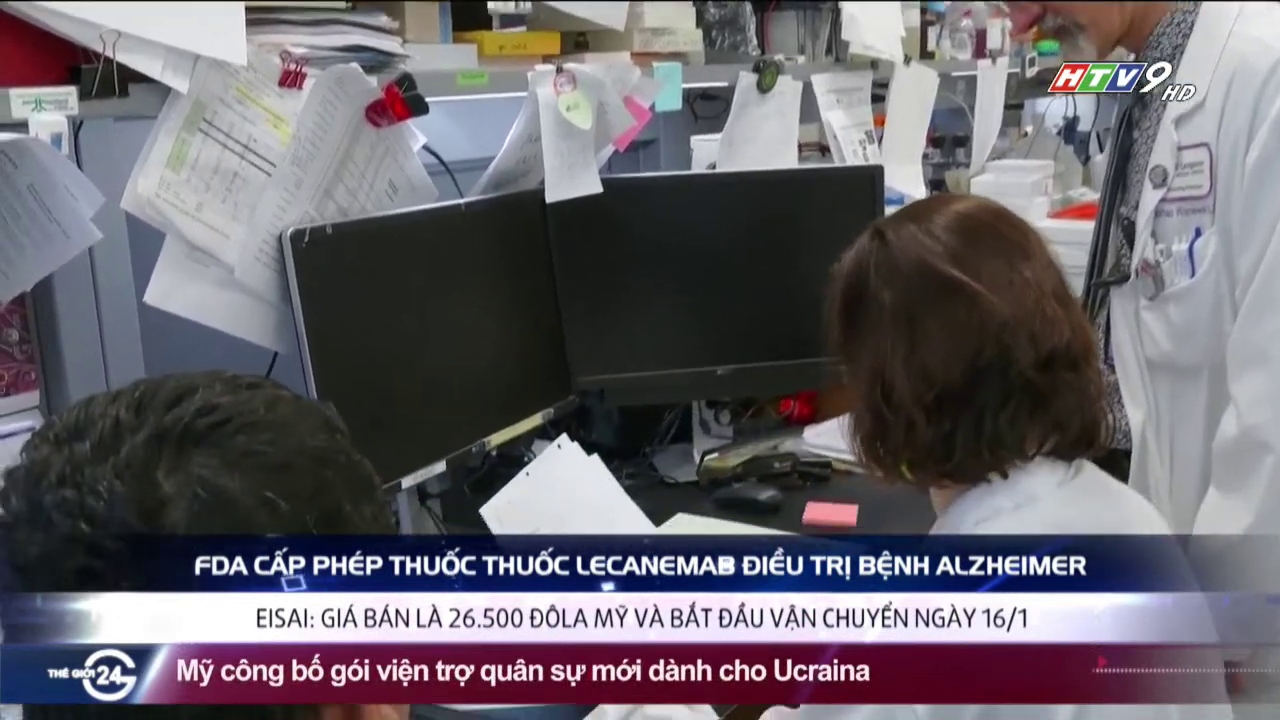 HTV9 HD
FDA CẤP PHÉP THUỐC THUỐC LECANEMAB ĐIỀU TRỊ BỆNH ALZHEIMER
EISAI: GIÁ BÁN LÀ 26.500 ĐÔLA MỸ VÀ BẮT ĐẦU VẬN CHUYỂN NGÀY 16/1
THẾ GIỚI 24G
Mỹ công bố gói viện trợ quân sự mới dành cho Ucraina